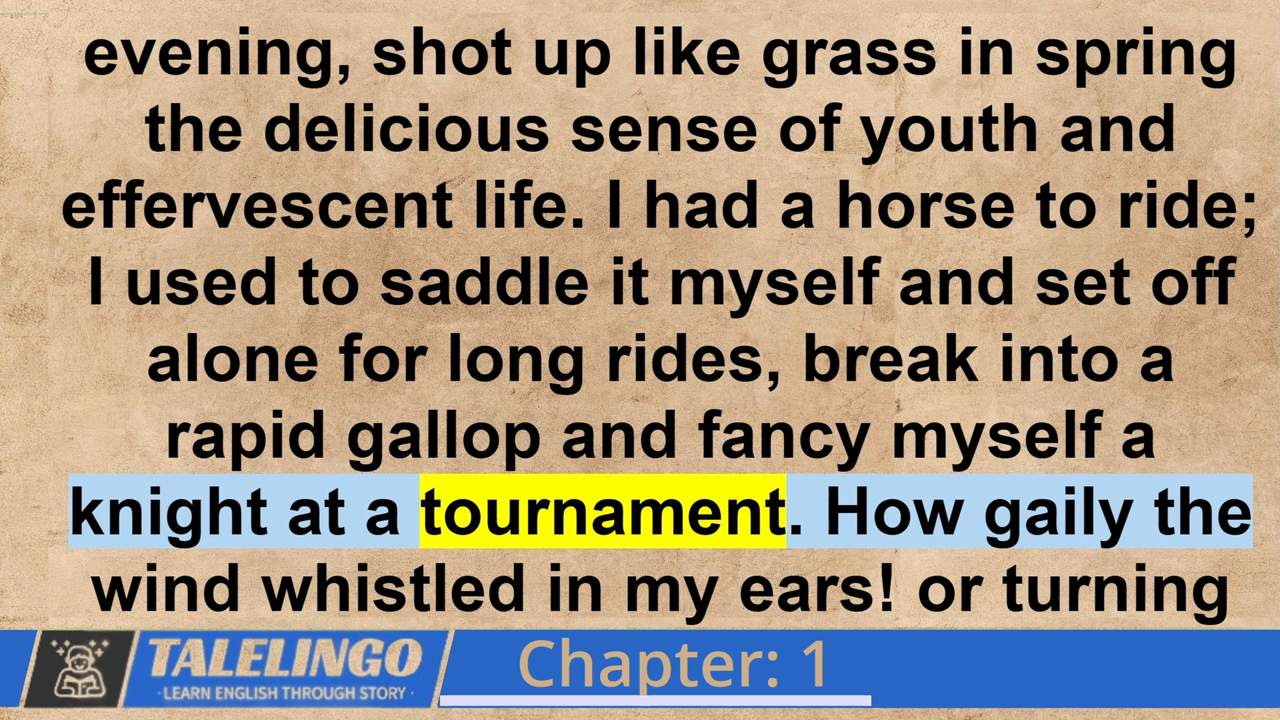 evening, shot up like grass in spring
the delicious sense of youth and
effervescent life. I had a horse to ride;
I used to saddle it myself and set off
alone for long rides, break into a
rapid gallop and fancy myself a
knight at a tournament. How gaily the
wind whistled in my ears! or turning
TALELINGO
·LEARN ENGLISH THROUGH STORY·
Chapter: 1